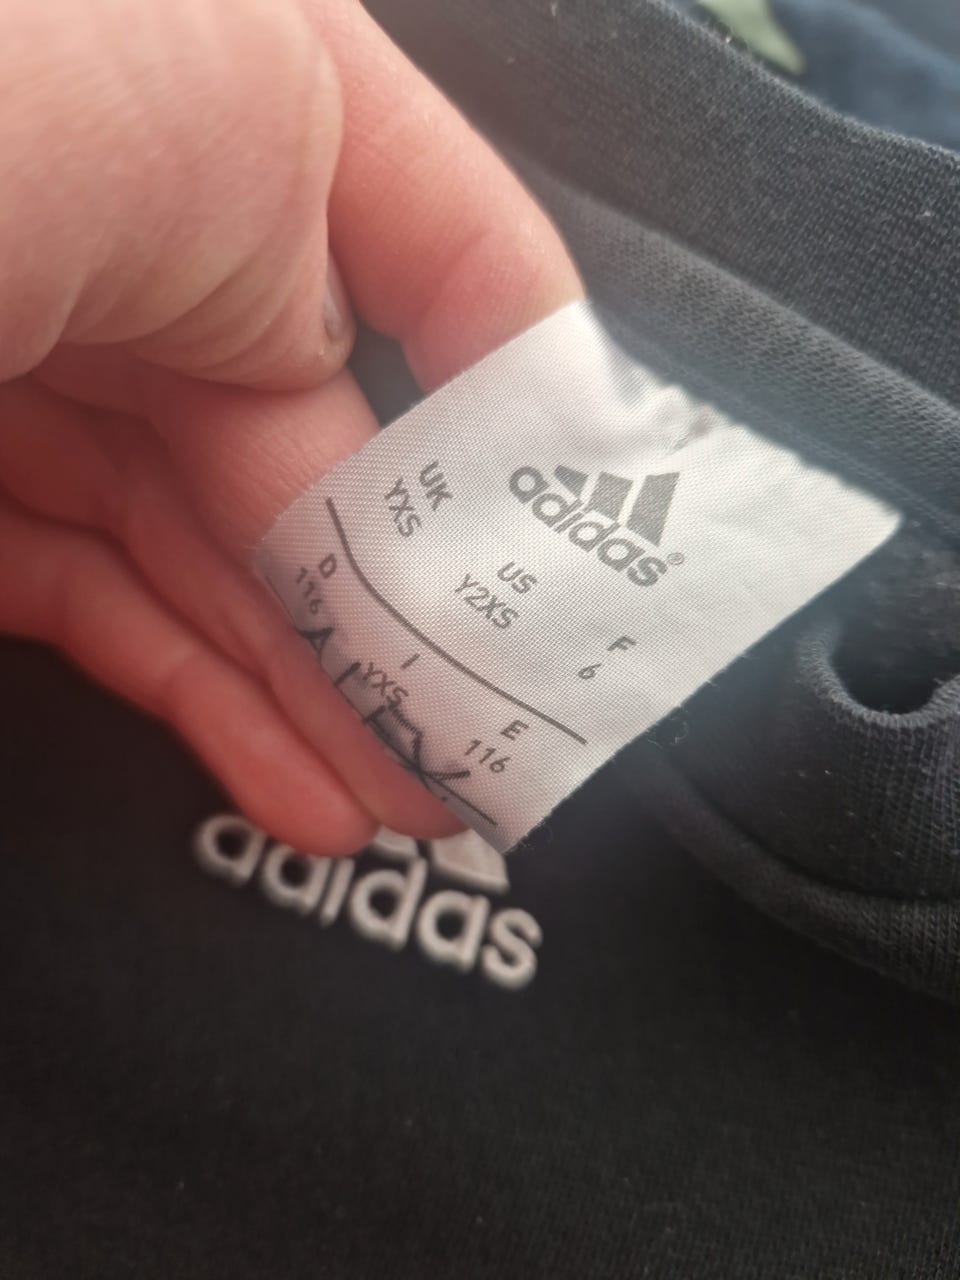 adidas®
UK US F
YXS Y2XS 6
D I E
116 YXS 116
adidas